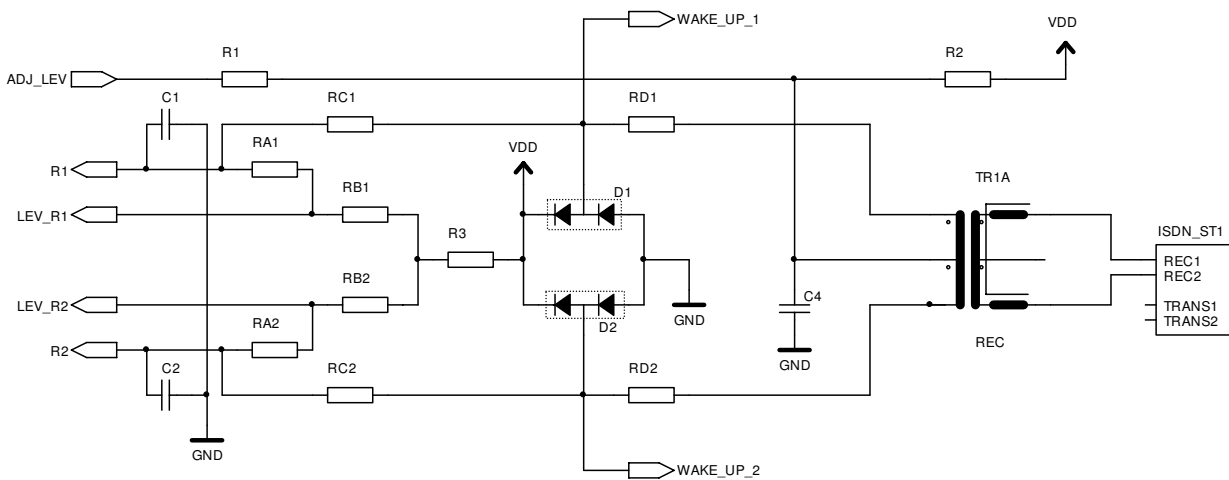 WAKE_UP_1
VDD
R1
R2
ADJ_LEV
C1
RC1
RD1
RA1
VDD
R1
TR1A
RB1
D1
LEV_R1
ISDN_ST1
R3
REC1
REC2
RB2
C4
LEV_R2
TRANS1
TRANS2
GND
D2
RA2
REC
R2
GND
C2
RC2
RD2
GND
WAKE_UP_2